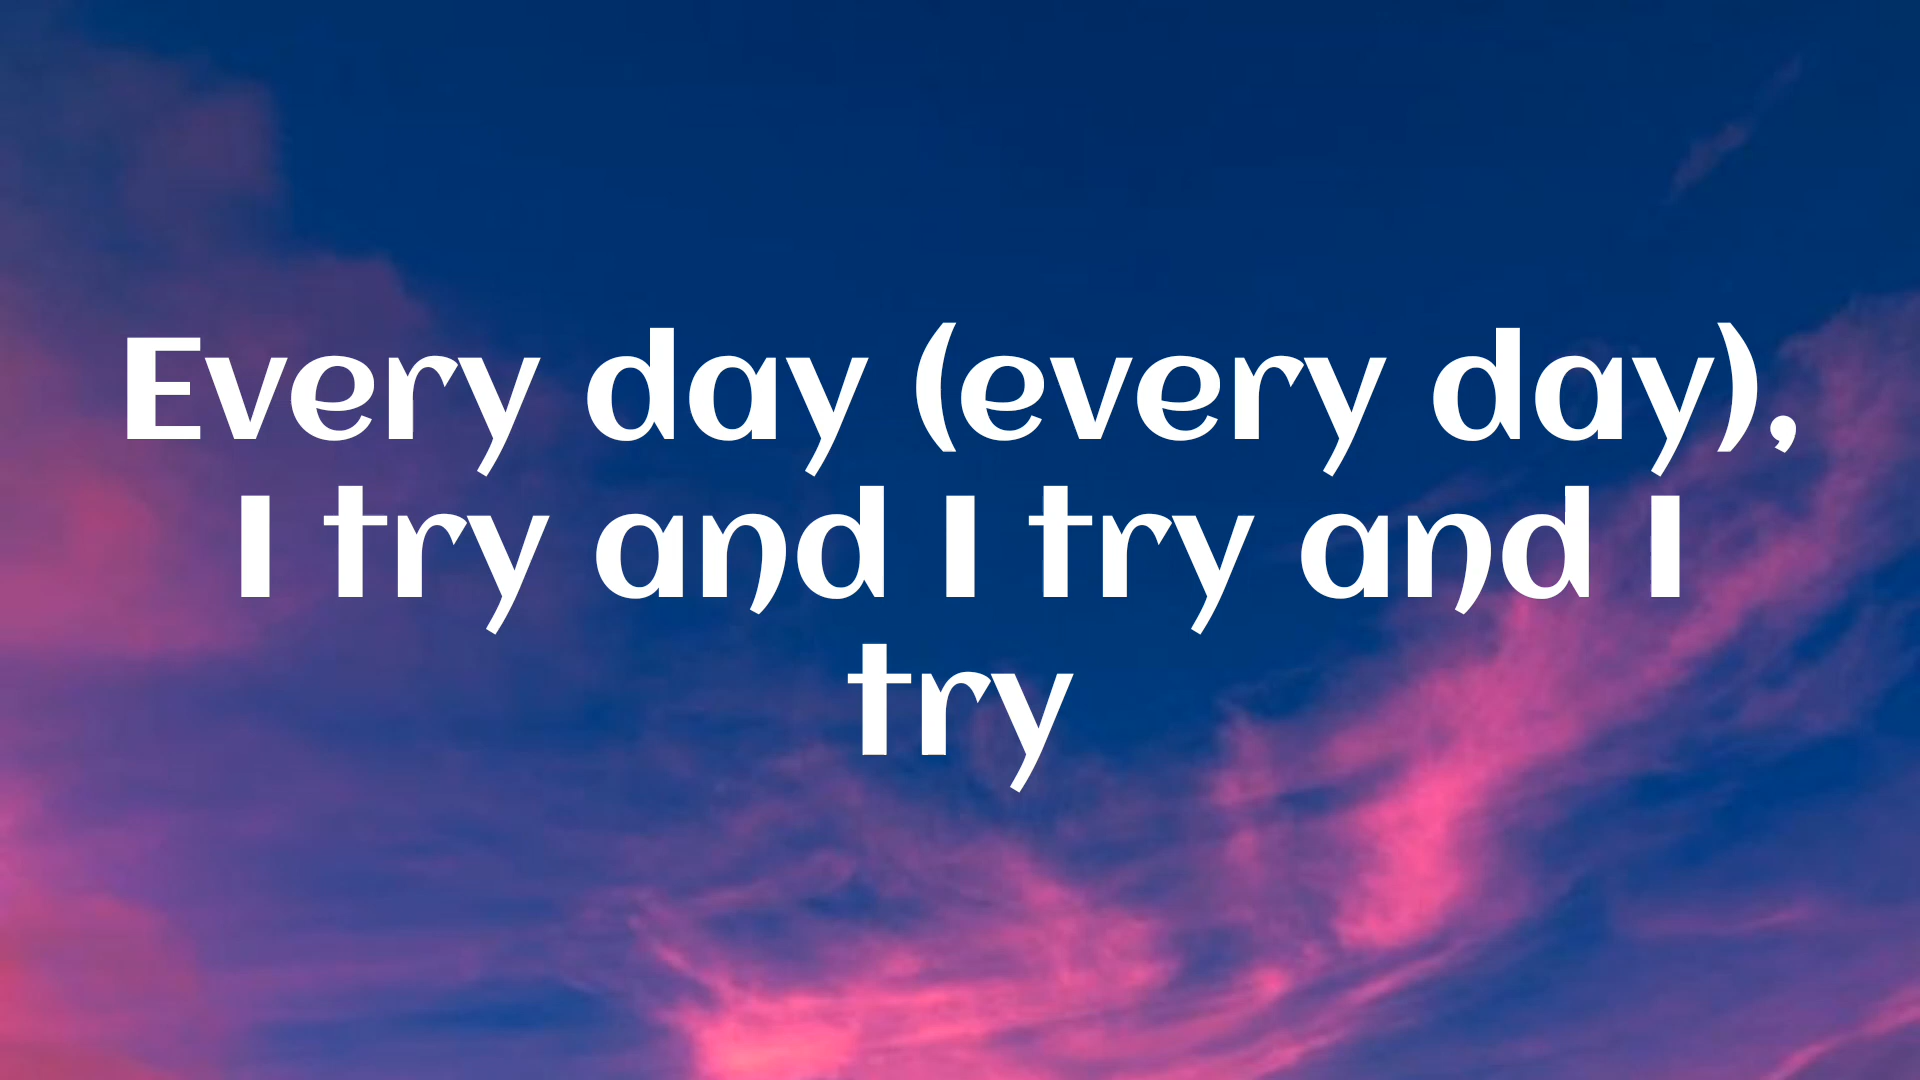 Every day (every day),
I try and I try and I
try